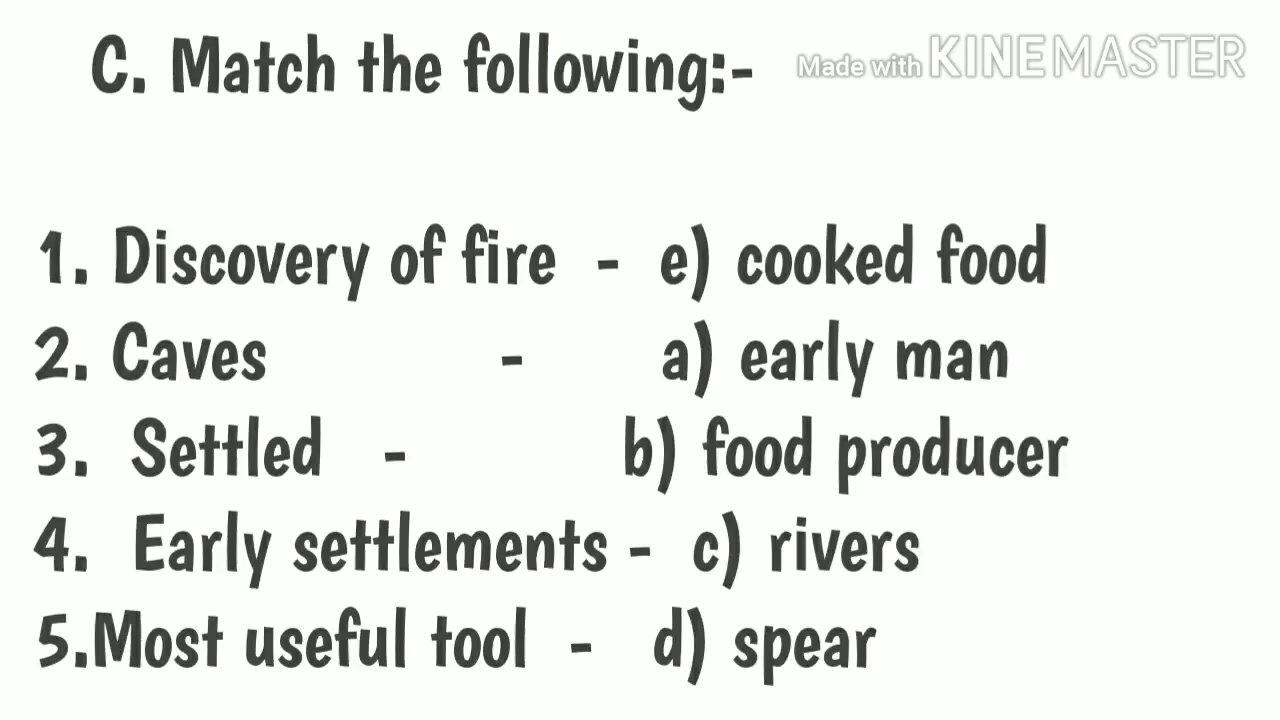 C. Match the following:-
Made with KINEMASTER
1. Discovery of fire - e) cooked food
2. Caves - a) early man
3. Settled - b) food producer
4. Early settlements - c) rivers
5.Most useful tool - d) spear